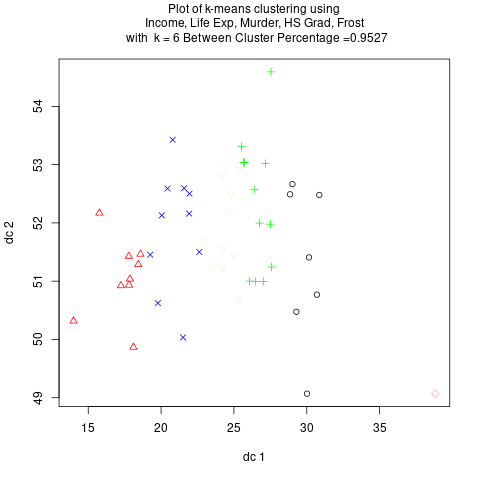 Plot of k-means clustering using
Income, Life Exp, Murder, HS Grad, Frost
with k = 6 Between Cluster Percentage =0.9527
54
53
52
51
50
49
dc 2
15 20 25 30 35
dc 1